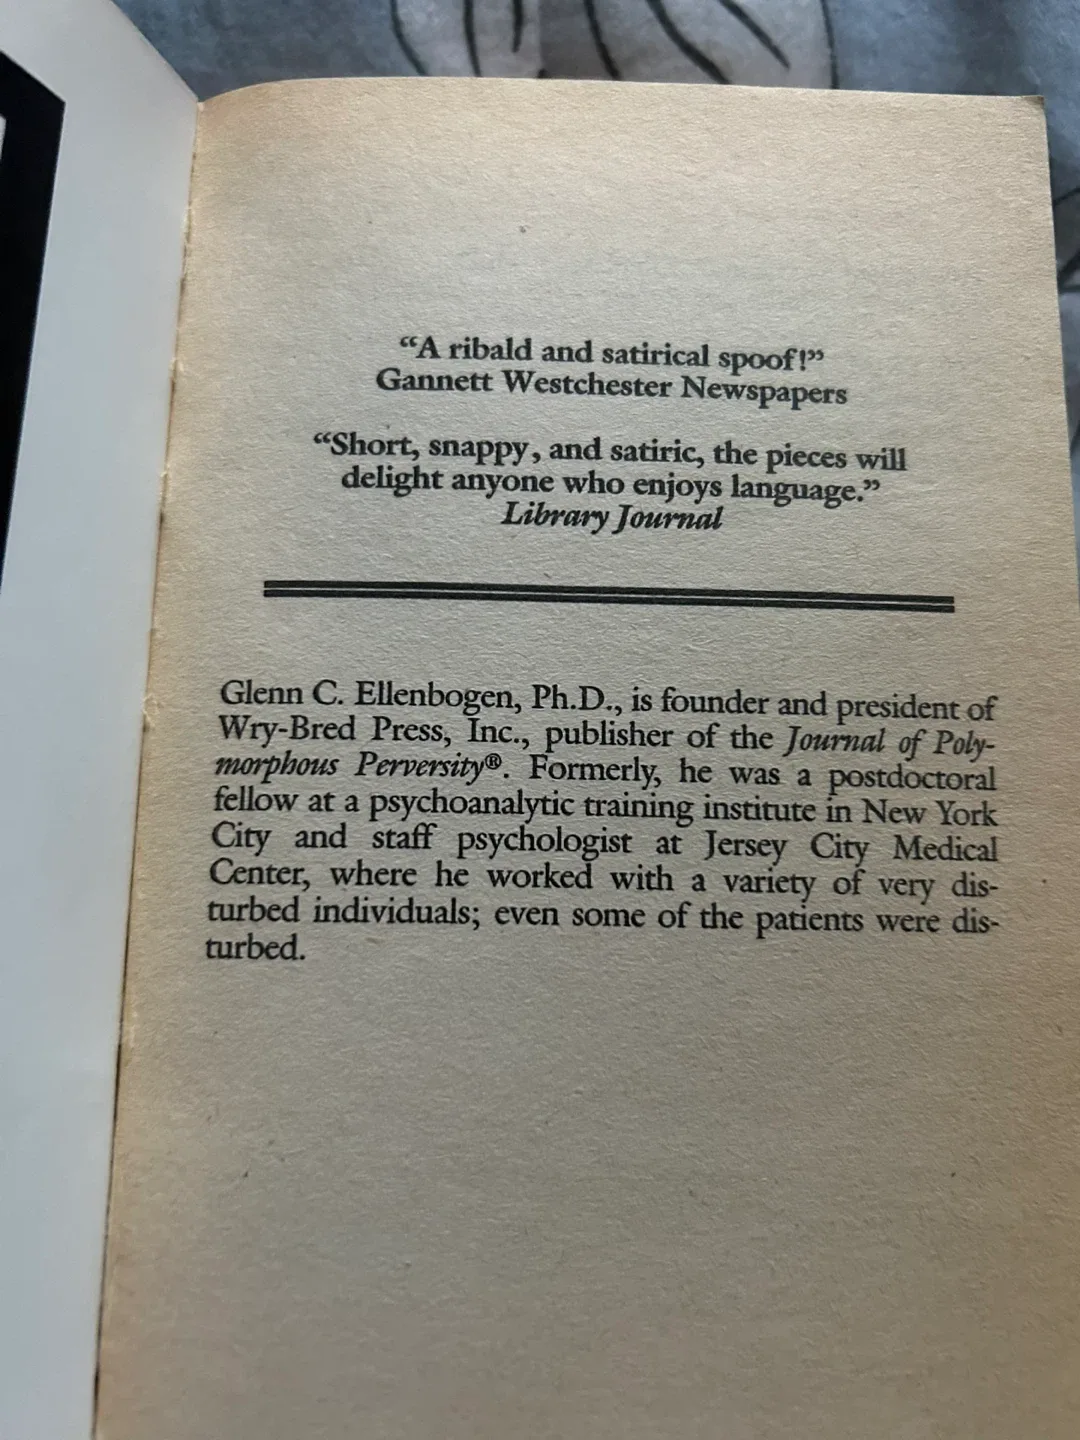 “A ribald and satirical spoof!”
Gannett Westchester Newspapers
“Short, snappy, and satiric, the pieces will
delight anyone who enjoys language.”
Library Journal
Glenn C. Ellenbogen, Ph.D., is founder and president of
Wry-Bred Press, Inc., publisher of the Journal of Poly-
morphous Perversity®. Formerly, he was a postdoctoral
fellow at a psychoanalytic training institute in New York
City and staff psychologist at Jersey City Medical
Center, where he worked with a variety of very dis-
turbed individuals; even some of the patients were dis-
turbed.